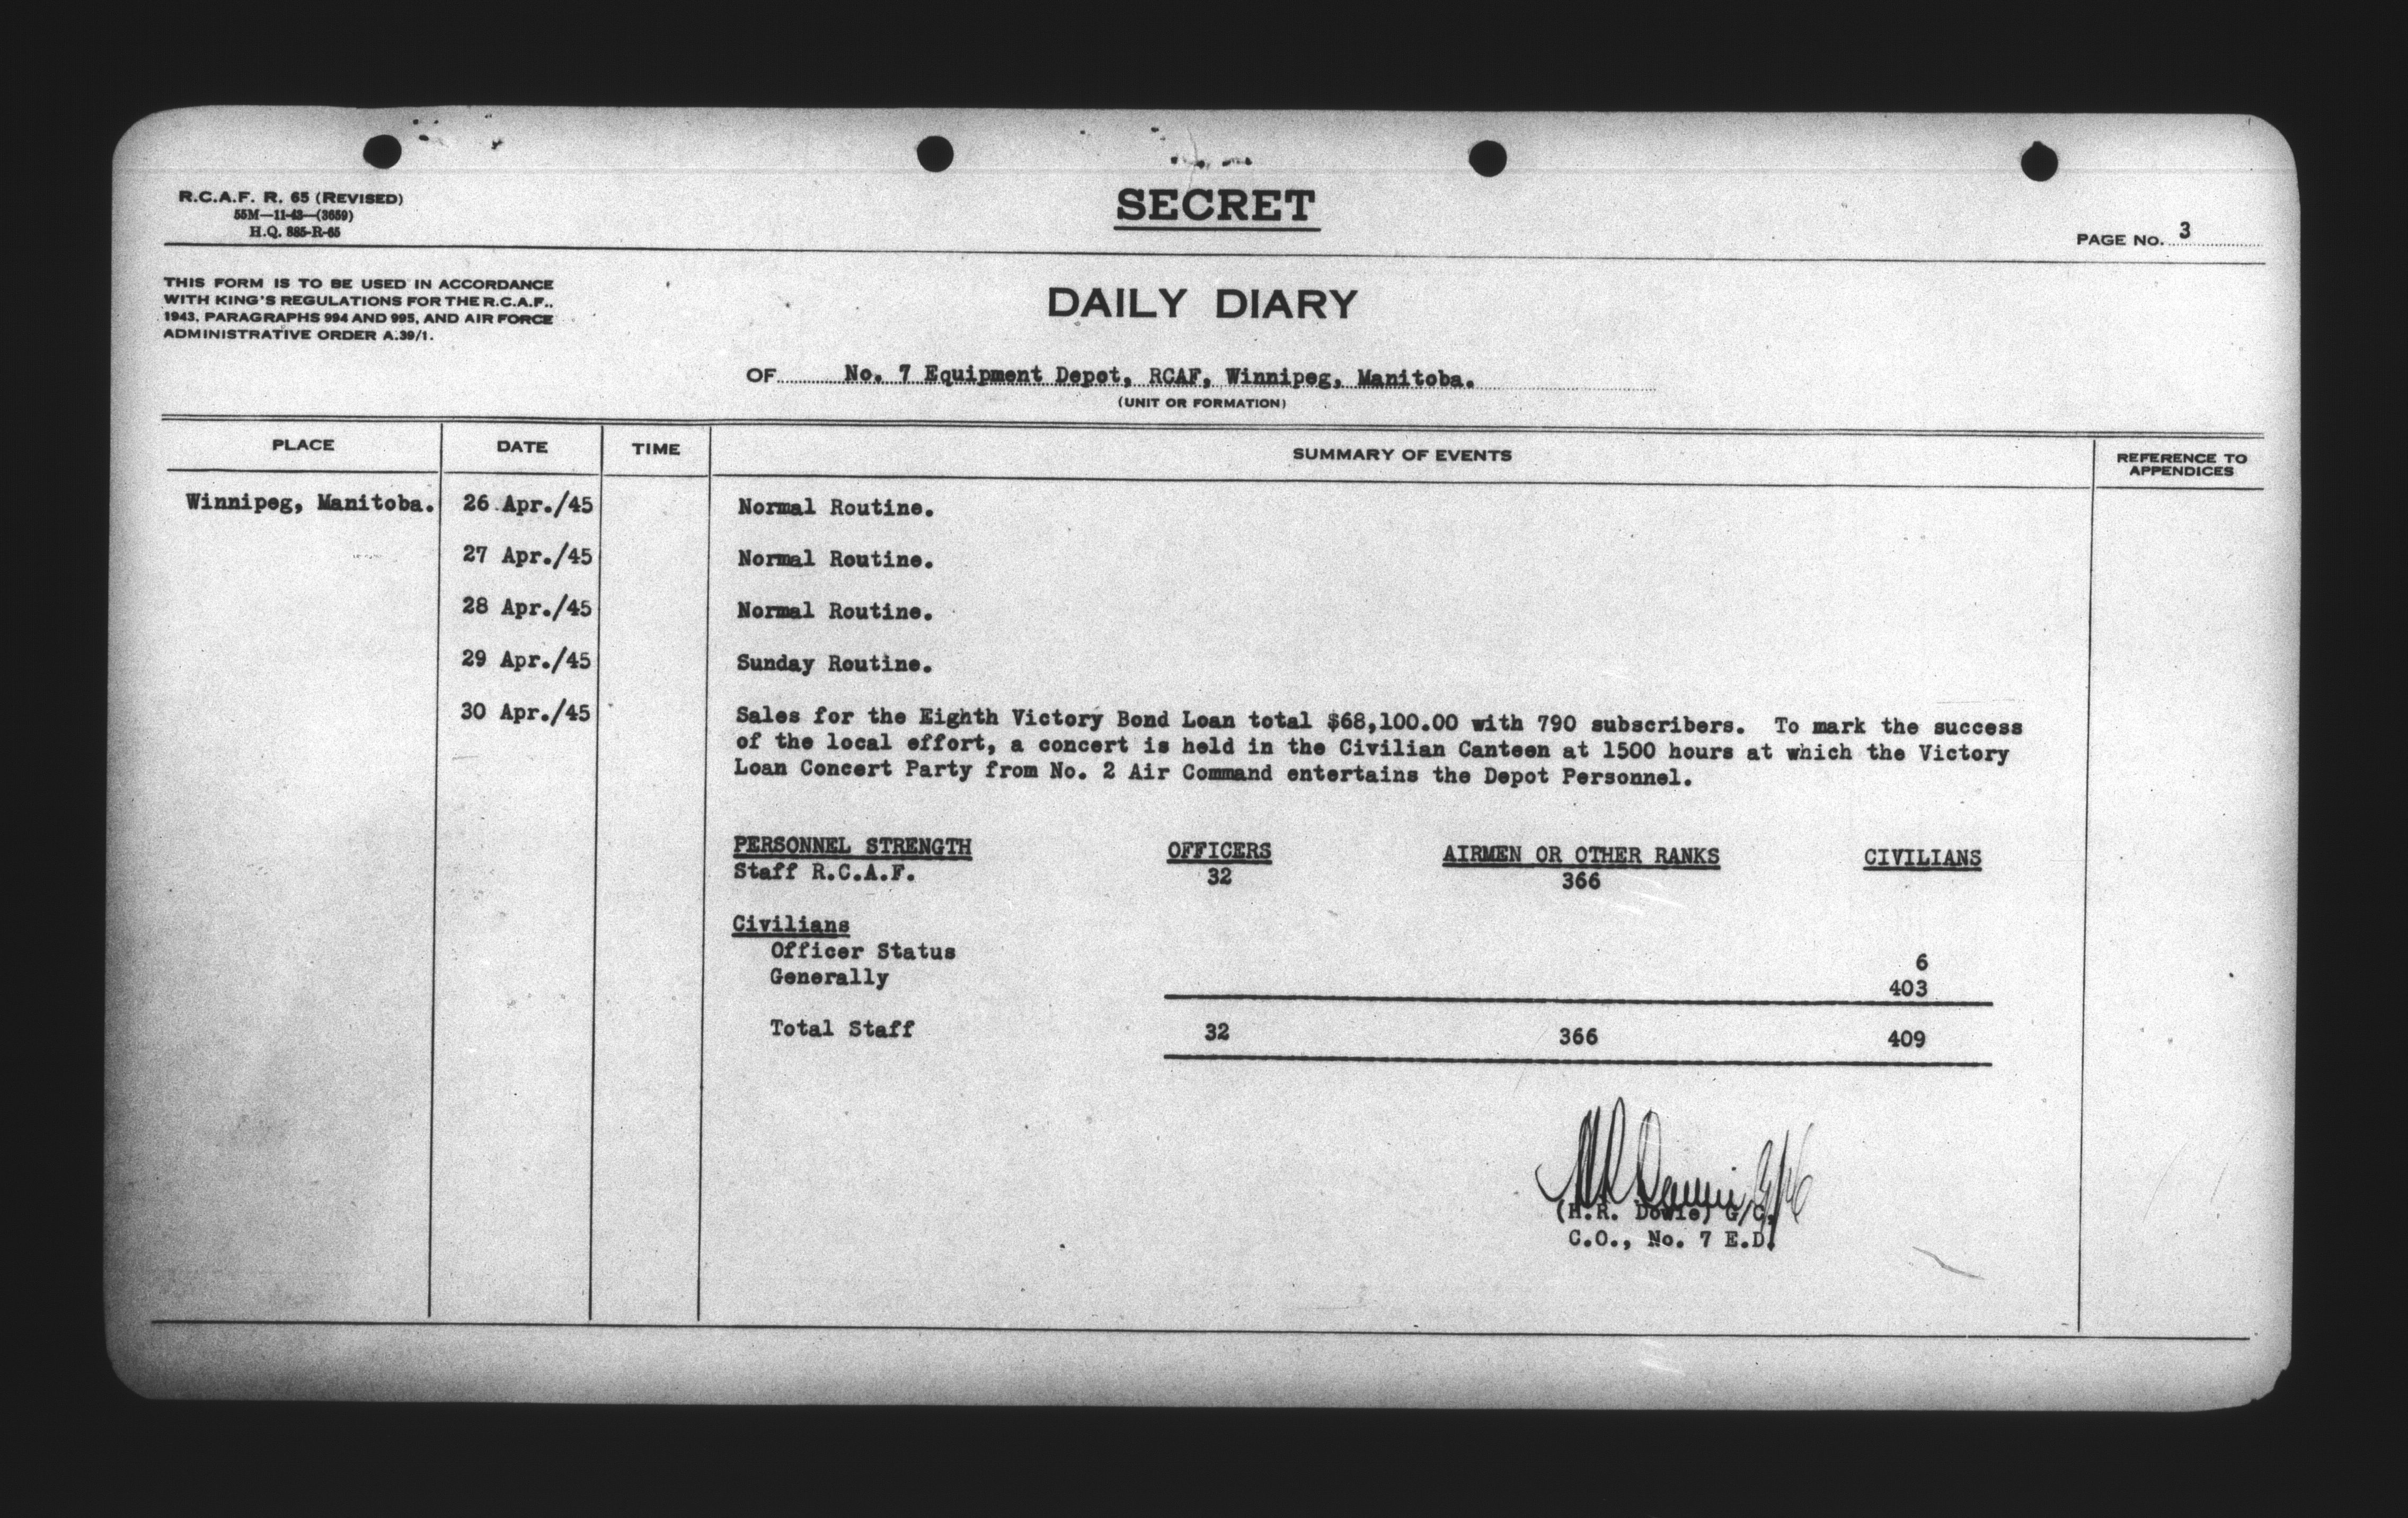 R.C.A.F. R. 65 (REVISED)
55M—11-43—(3659)
H.Q. 885-R-65
SECRET
PAGE NO. 3
THIS FORM IS TO BE USED IN ACCORDANCE
WITH KING'S REGULATIONS FOR THE R.C.A.F.,
1943, PARAGRAPHS 994 AND 995, AND AIR FORCE
ADMINISTRATIVE ORDER A.39/1.
DAILY DIARY
OF No. 7 Equipment Depot, RCAF, Winnipeg, Manitoba.
(UNIT OR FORMATION)
PLACE DATE TIME SUMMARY OF EVENTS REFERENCE TO
APPENDICES
Winnipeg, Manitoba. 26 Apr./45 Normal Routine.
27 Apr./45 Normal Routine.
28 Apr./45 Normal Routine.
29 Apr./45 Sunday Routine.
30 Apr./45 Sales for the Eighth Victory Bond Loan total $68,100.00 with 790 subscribers. To mark the success
of the local effort, a concert is held in the Civilian Canteen at 1500 hours at which the Victory
Loan Concert Party from No. 2 Air Command entertains the Depot Personnel.
PERSONNEL STRENGTH OFFICERS AIRMEN OR OTHER RANKS CIVILIANS
Staff R.C.A.F. 32 366
Civilians
Officer Status 6
Generally 403
Total Staff 32 366 409
(H.R. Dowie) G/C,
C.O., No. 7 E.D.